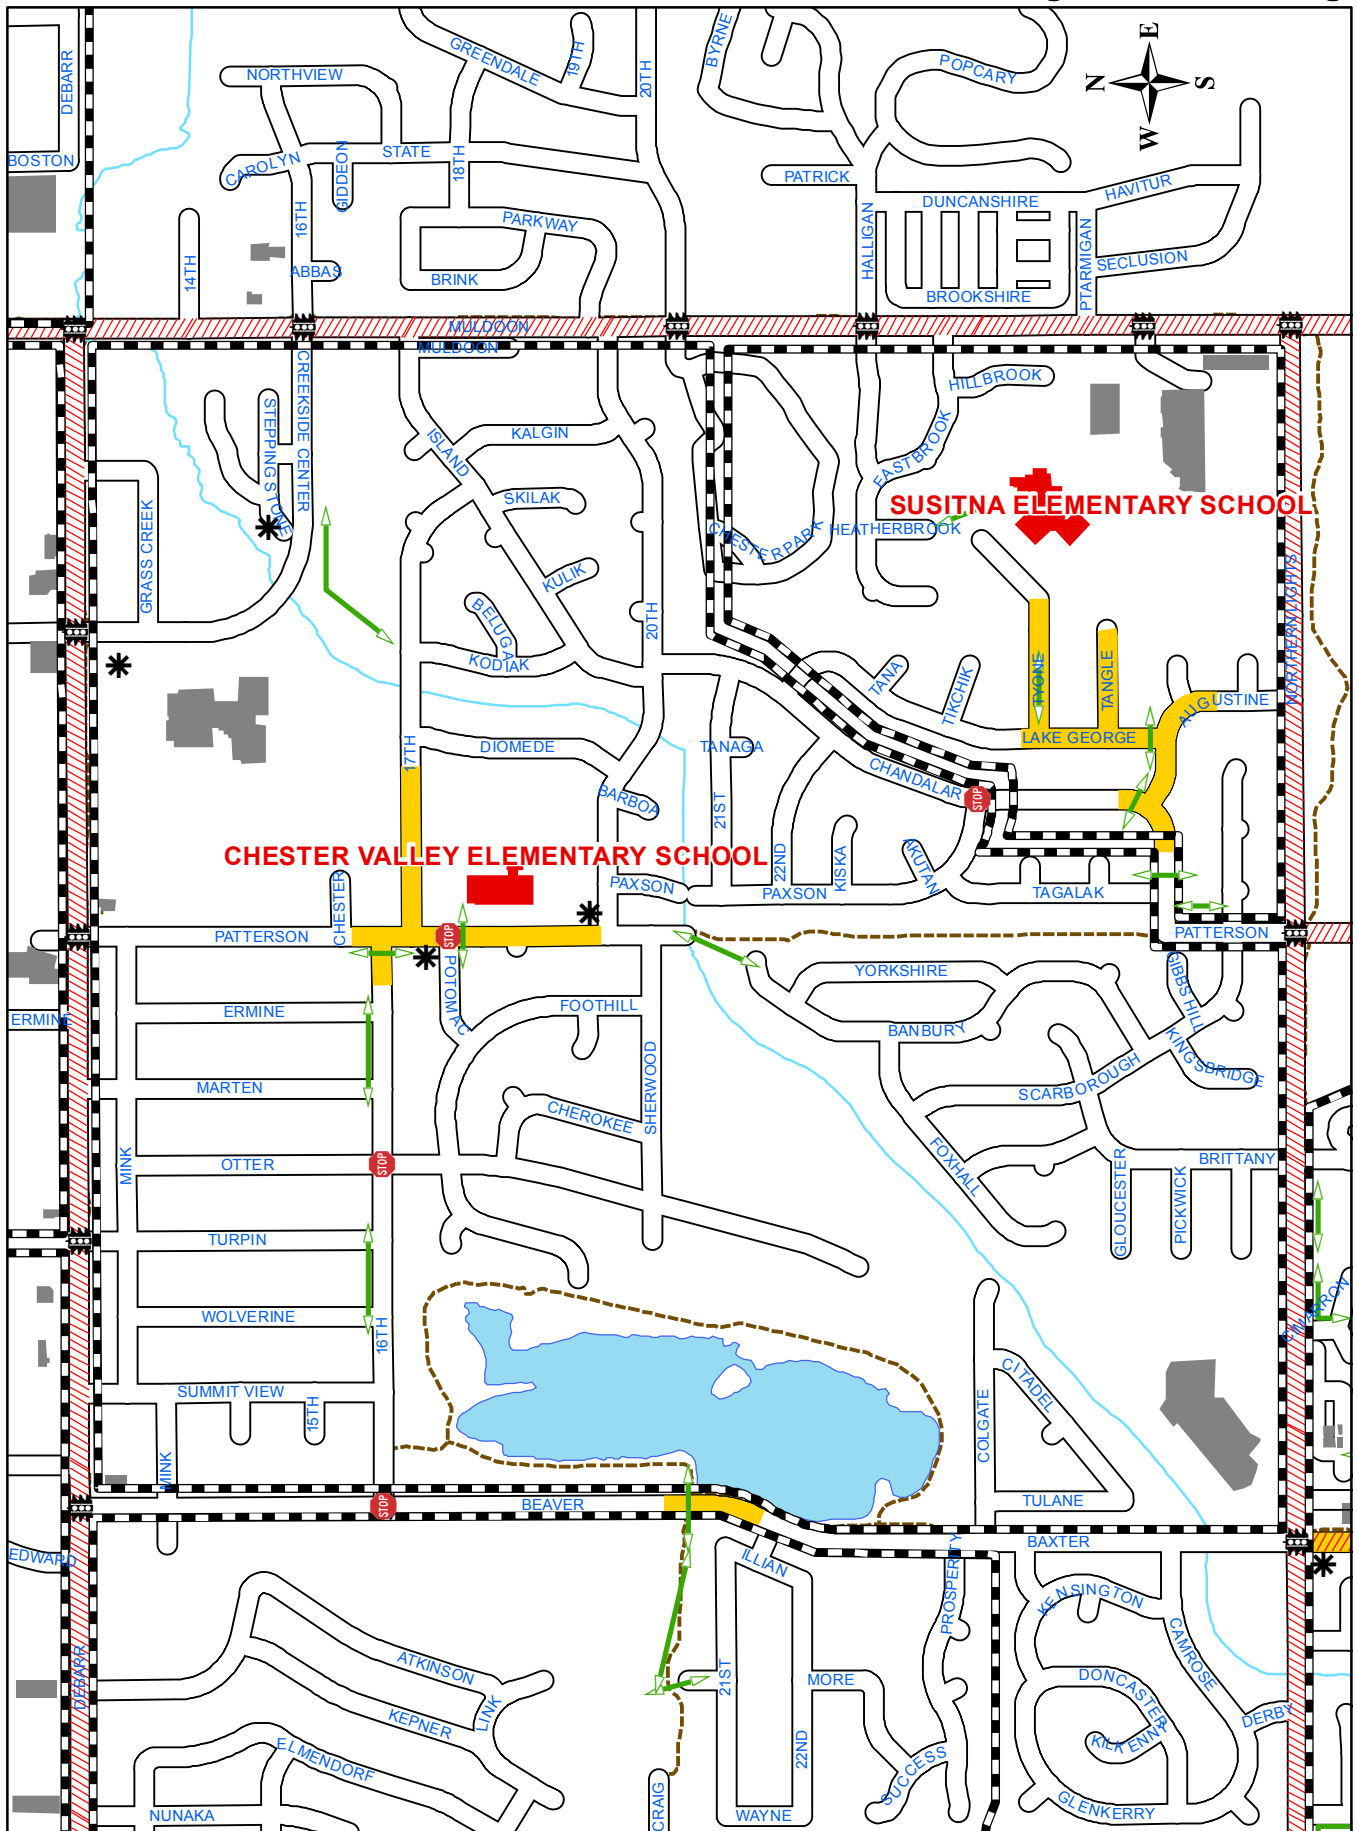 DEBARR
BOSTON
NORTHVIEW
GREENDALE
19TH
20TH
BYRNE
POPCARY
N
E
S
W
CAROLYN
GIDDEON
STATE
18TH
16TH
PATRICK
HALLIGAN
DUNCANSHIRE
HAVITUR
PTARMIGAN
SECLUSION
BROOKSHIRE
14TH
ABBAS
PARKWAY
BRINK
MULDOON
MULDOON
CREEKSIDE CENTER
STEPPING STONE
GRASS CREEK
ISLAND
KALGIN
SKILAK
KULIK
BELUGA
KODIAK
20TH
HILLBROOK
EASTBROOK
CHESTER PARK
HEATHERBROOK
SUSITNA ELEMENTARY SCHOOL
NORTHERN LIGHTS
TANA
TIKCHIK
TYONE
TANGLE
AUGUSTINE
LAKE GEORGE
17TH
DIOMEDE
BARBOA
TANAGA
21ST
CHANDALAR
STOP
CHESTER VALLEY ELEMENTARY SCHOOL
22ND
KISKA
AKUTAN
PAXSON
PAXSON
TAGALAK
CHESTER
PATTERSON
STOP
PATTERSON
POTOMAC
ERMINE
ERMINE
FOOTHILL
YORKSHIRE
BANBURY
GIBBS HILL
KINGSBRIDGE
SCARBOROUGH
MARTEN
CHEROKEE
SHERWOOD
MINK
OTTER
STOP
FOXHALL
GLOUCESTER
PICKWICK
BRITTANY
TURPIN
WOLVERINE
16TH
CIMARRON
SUMMIT VIEW
15TH
MINK
COLGATE
CITADEL
TULANE
STOP
BEAVER
BAXTER
EDWARD
ILLIAN
PROSPERITY
KENSINGTON
CAMROSE
DEBARR
ATKINSON
LINK
KEPNER
ELMENDORF
NUNAKA
21ST
MORE
22ND
SUCCESS
WAYNE
CRAIG
DONCASTER
KILKENNY
DERBY
GLENKERRY